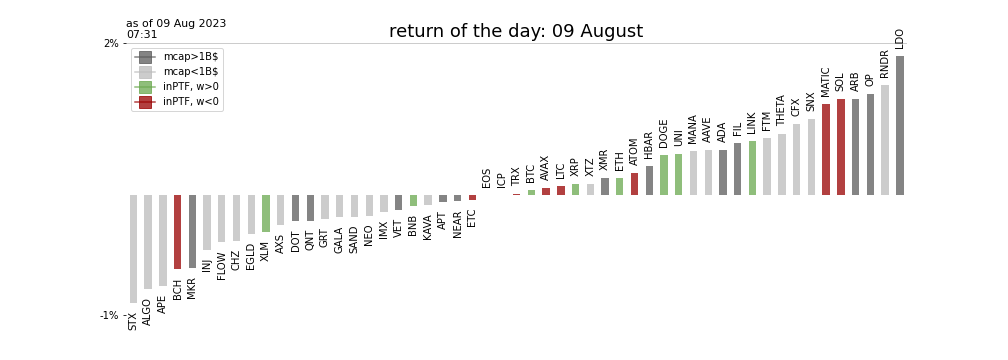 as of 09 Aug 2023
07:31
return of the day: 09 August
2%
mcap>1B$
mcap<1B$
inPTF, w>0
inPTF, w<0
-1%
STX
ALGO
APE
BCH
MKR
INJ
FLOW
CHZ
EGLD
XLM
AXS
DOT
QNT
GRT
GALA
SAND
NEO
IMX
VET
BNB
KAVA
APT
NEAR
ETC
EOS
ICP
TRX
BTC
AVAX
LTC
XRP
XTZ
XMR
ETH
ATOM
HBAR
DOGE
UNI
MANA
AAVE
ADA
FIL
LINK
FTM
THETA
CFX
SNX
MATIC
SOL
ARB
OP
RNDR
LDO